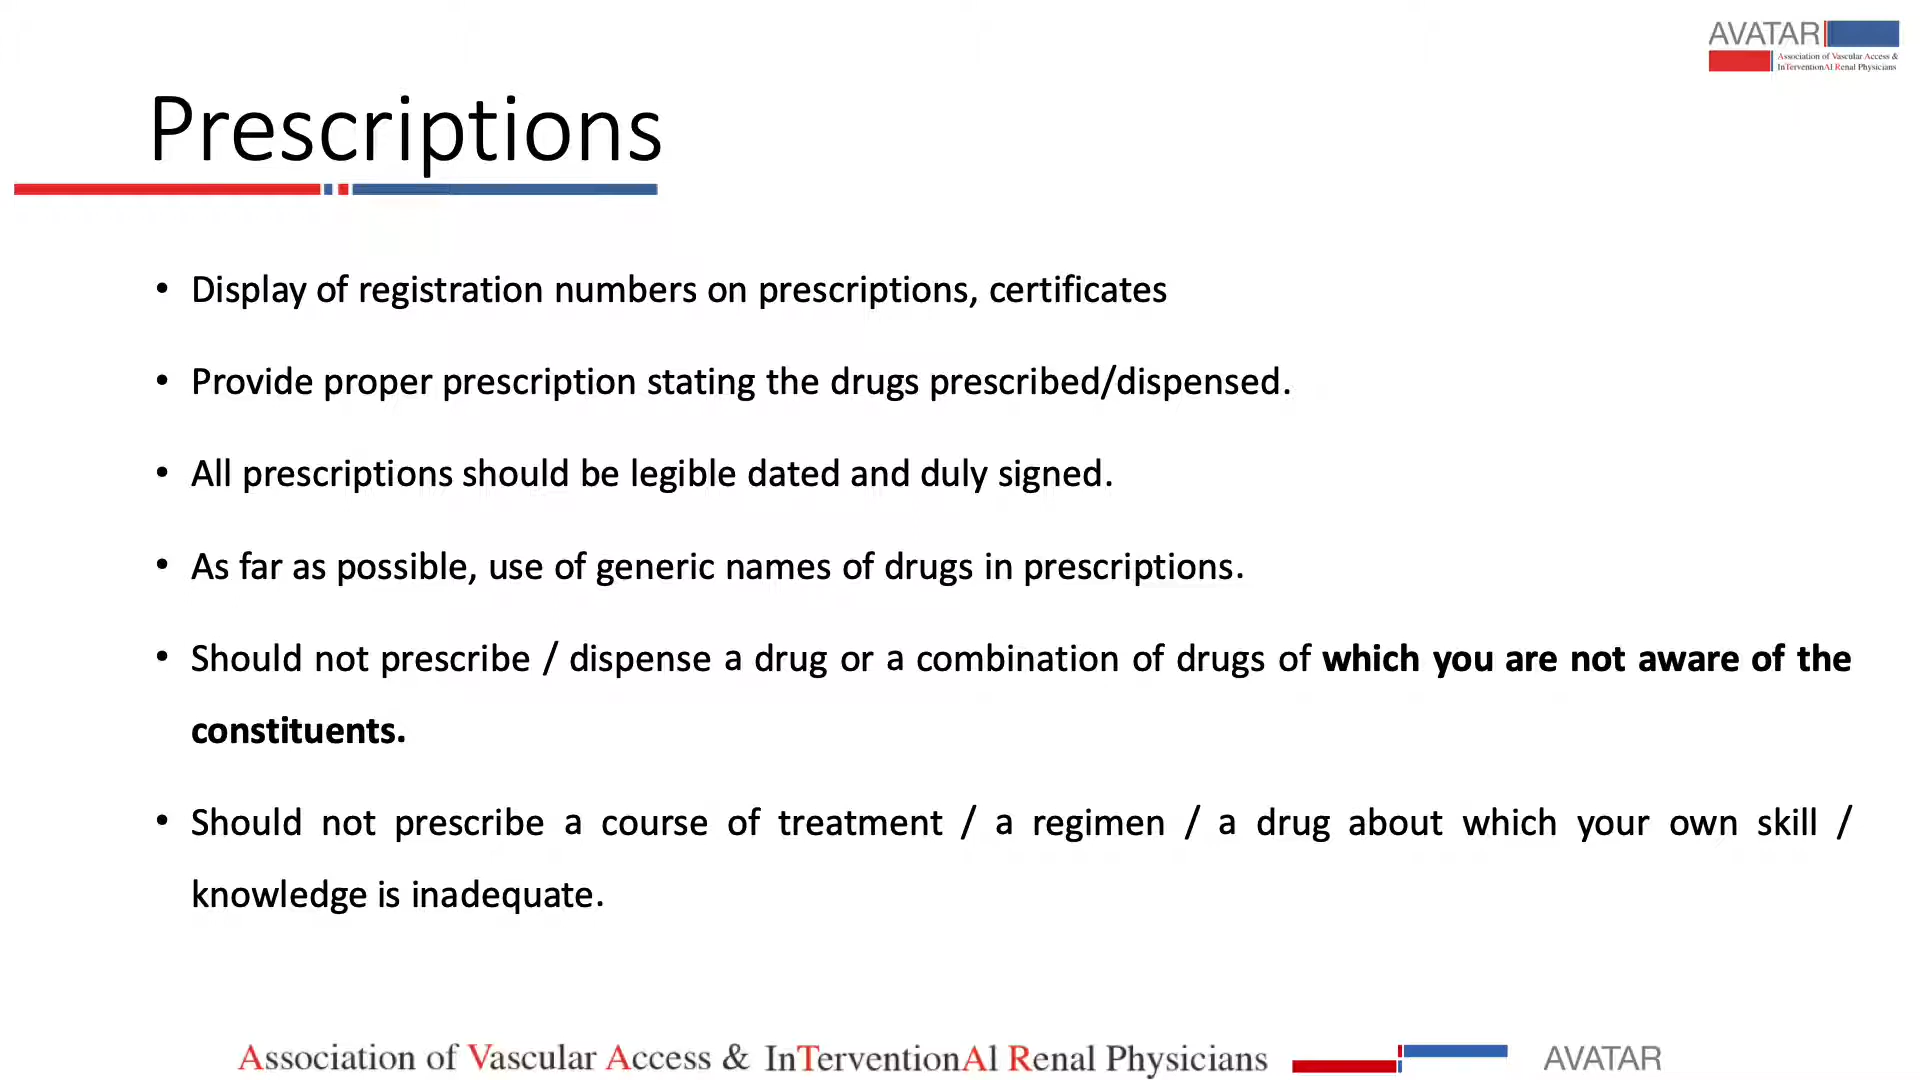 AVATAR
Association of Vascular Access &
InTerventionAl Renal Physicians
Prescriptions
• Display of registration numbers on prescriptions, certificates
• Provide proper prescription stating the drugs prescribed/dispensed.
• All prescriptions should be legible dated and duly signed.
• As far as possible, use of generic names of drugs in prescriptions.
• Should not prescribe / dispense a drug or a combination of drugs of which you are not aware of the
constituents.
• Should not prescribe a course of treatment / a regimen / a drug about which your own skill /
knowledge is inadequate.
Association of Vascular Access & InTerventionAl Renal Physicians AVATAR